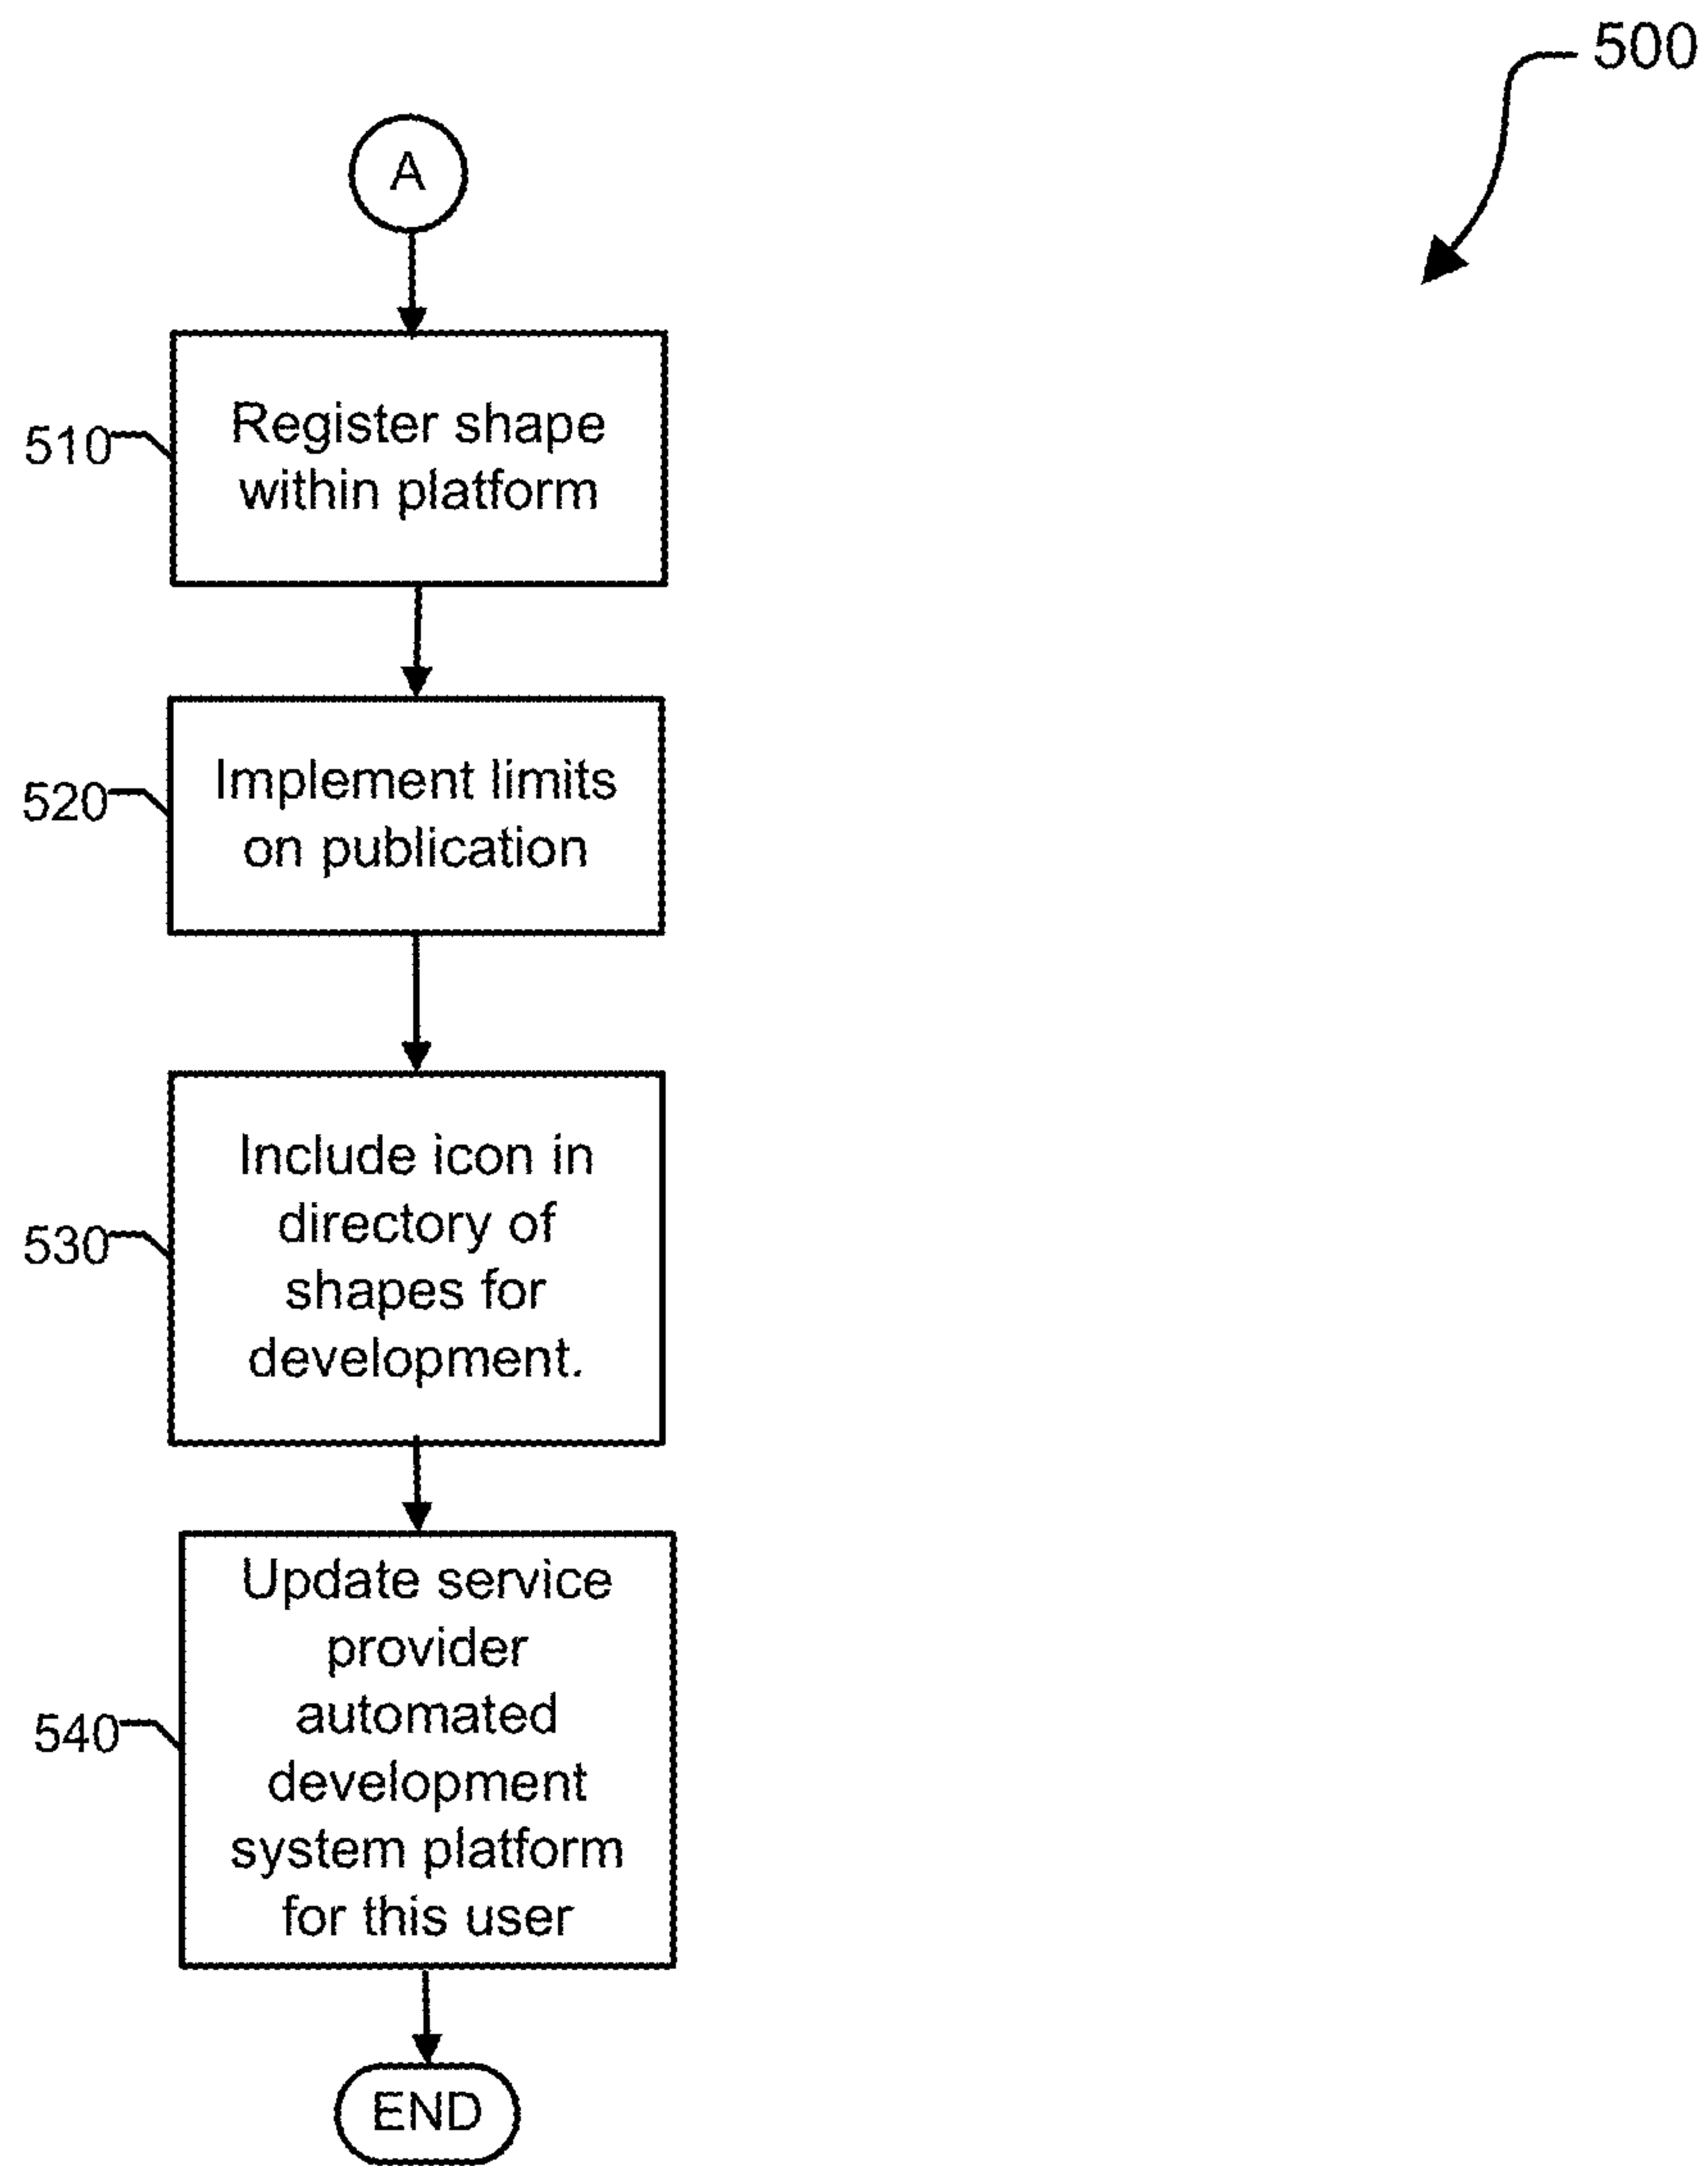 500
A
510
Register shape
within platform
520
Implement limits
on publication
530
Include icon in
directory of
shapes for
development.
540
Update service
provider
automated
development
system platform
for this user
END